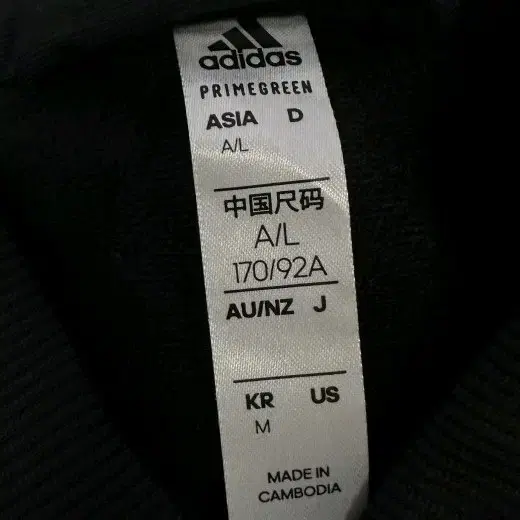 adidas
PRIMEGREEN
ASIA D
A/L
中国尺码
A/L
170/92A
AU/NZ J
KR US
M
MADE IN
CAMBODIA